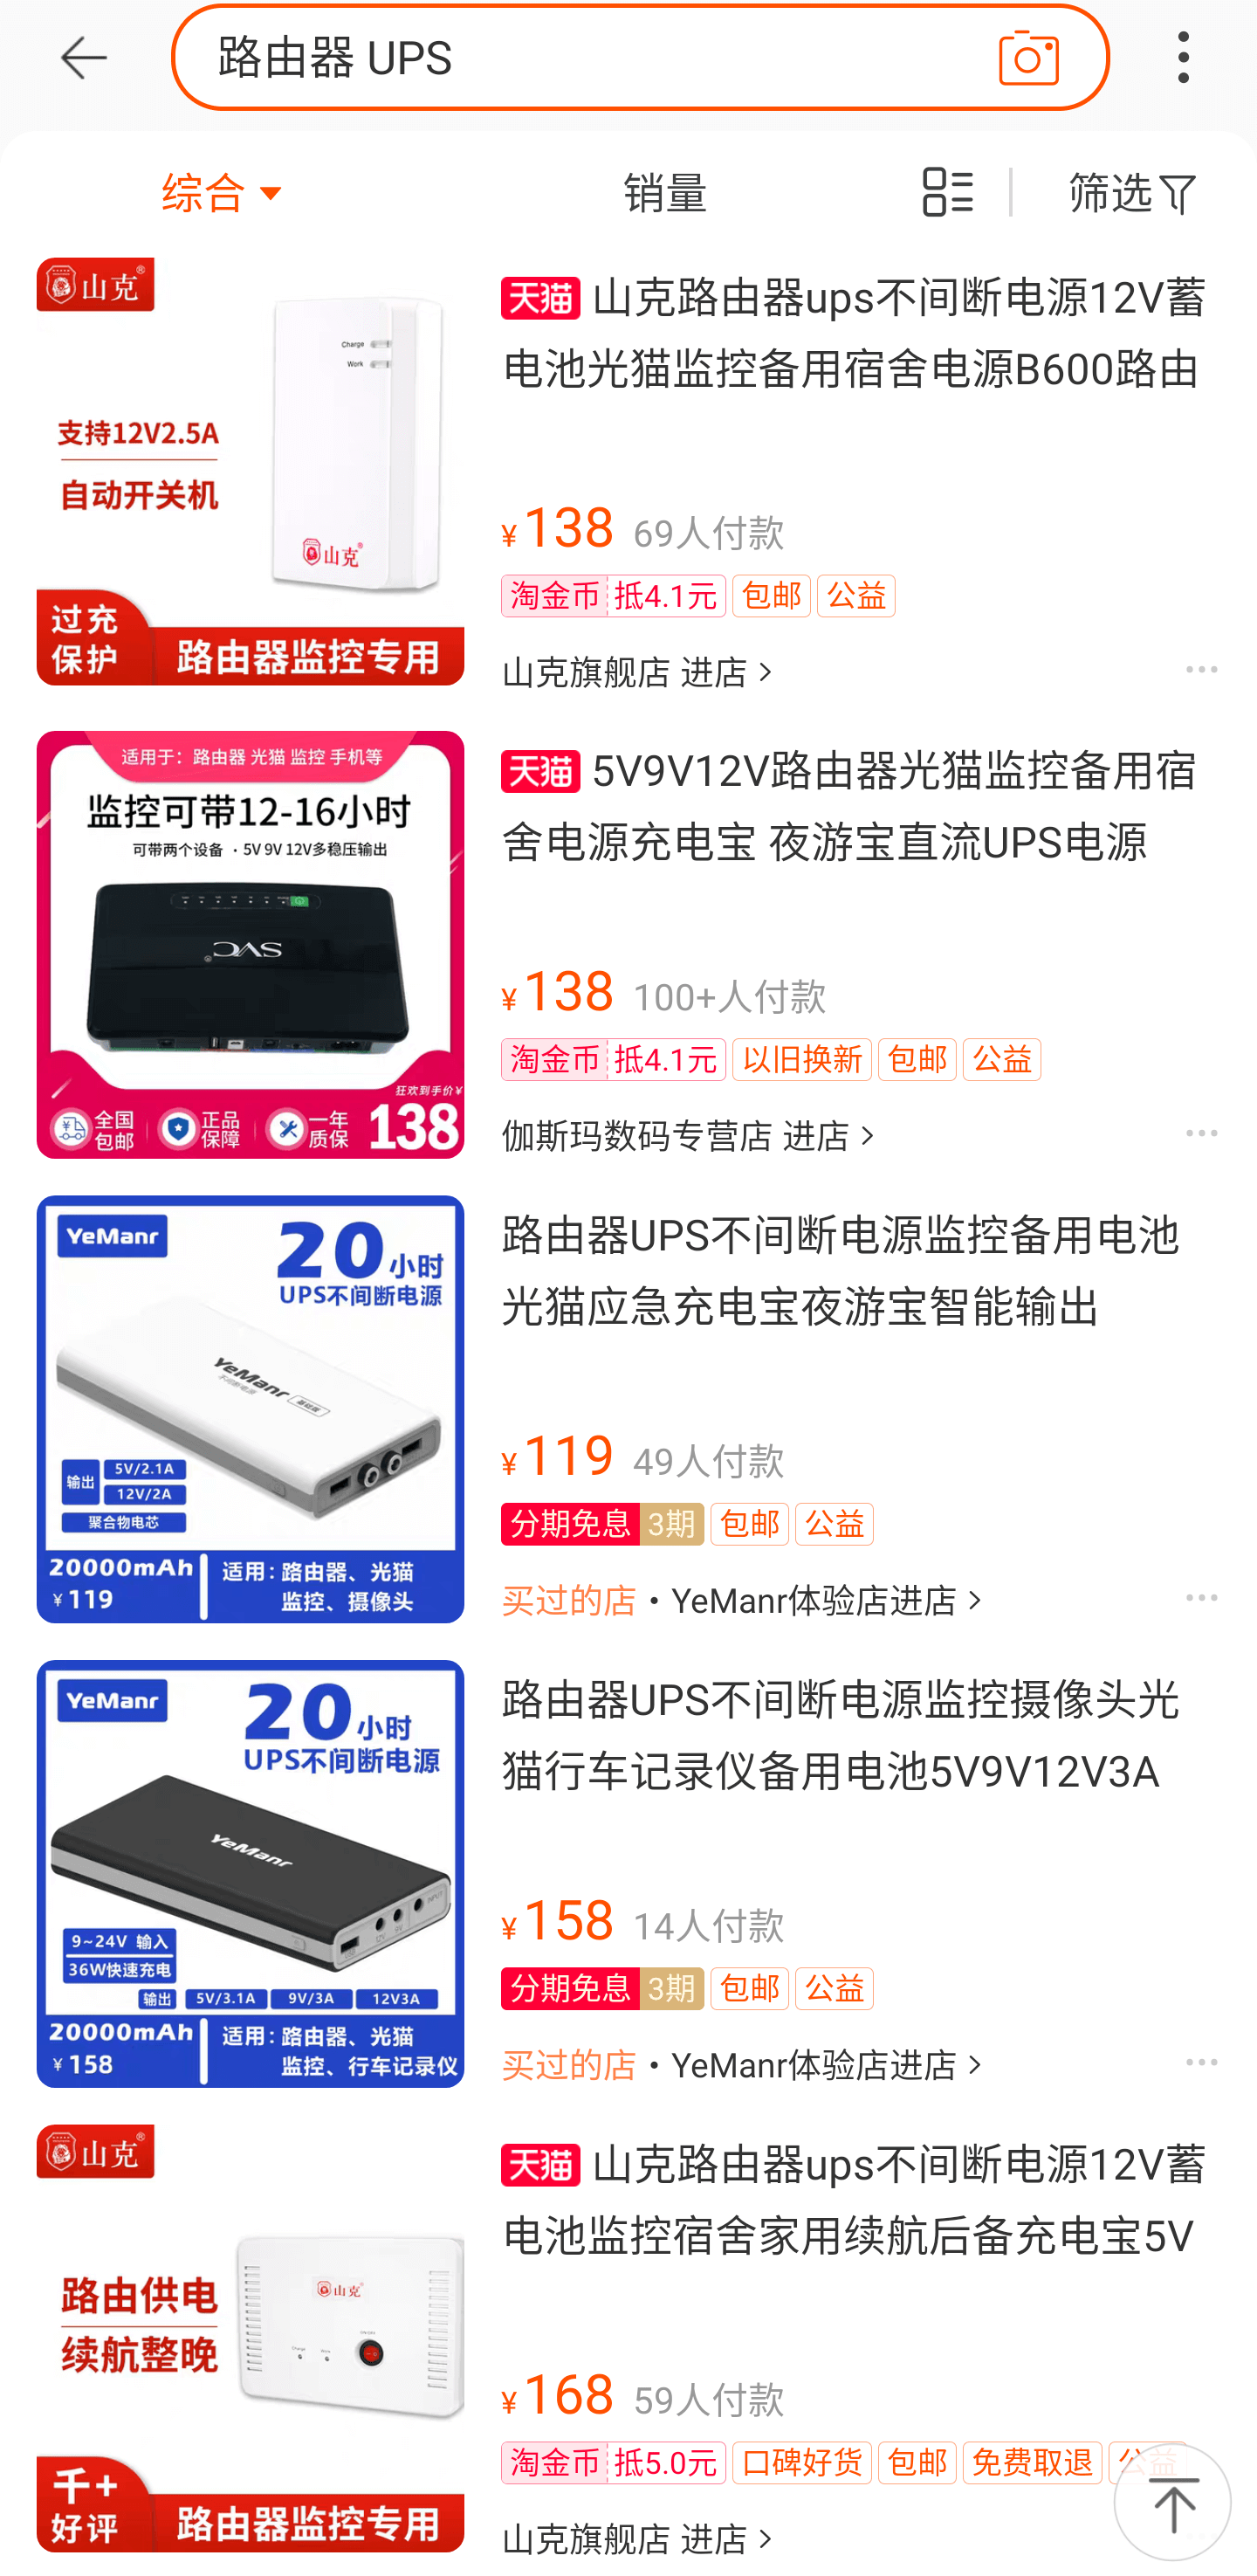 路由器 UPS
综合
销量
筛选
山克®
Charge
Work
支持12V2.5A
自动开关机
山克®
过充
保护
路由器监控专用
天猫 山克路由器ups不间断电源12V蓄
电池光猫监控备用宿舍电源B600路由
¥138 69人付款
淘金币 抵4.1元 包邮 公益
山克旗舰店 进店 >
适用于：路由器 光猫 监控 手机等
监控可带12-16小时
可带两个设备 · 5V 9V 12V多稳压输出
SVC®
狂欢到手价¥
全国
包邮
正品
保障
一年
质保
138
天猫 5V9V12V路由器光猫监控备用宿
舍电源充电宝 夜游宝直流UPS电源
¥138 100+人付款
淘金币 抵4.1元 以旧换新 包邮 公益
伽斯玛数码专营店 进店 >
YeManr
20小时
UPS不间断电源
YeManr
不间断电源
基础版
输出
5V/2.1A
12V/2A
聚合物电芯
20000mAh
¥119
适用：路由器、光猫
监控、摄像头
路由器UPS不间断电源监控备用电池
光猫应急充电宝夜游宝智能输出
¥119 49人付款
分期免息 3期 包邮 公益
买过的店 · YeManr体验店进店 >
YeManr
20小时
UPS不间断电源
YeManr
INPUT
9V
12V
9~24V 输入
36W快速充电
输出 5V/3.1A 9V/3A 12V3A
20000mAh
¥158
适用：路由器、光猫
监控、行车记录仪
路由器UPS不间断电源监控摄像头光
猫行车记录仪备用电池5V9V12V3A
¥158 14人付款
分期免息 3期 包邮 公益
买过的店 · YeManr体验店进店 >
山克®
路由供电
续航整晚
山克®
Charge
Work
千+
好评
路由器监控专用
天猫 山克路由器ups不间断电源12V蓄
电池监控宿舍家用续航后备充电宝5V
¥168 59人付款
淘金币 抵5.0元 口碑好货 包邮 免费取退 公益
山克旗舰店 进店 >